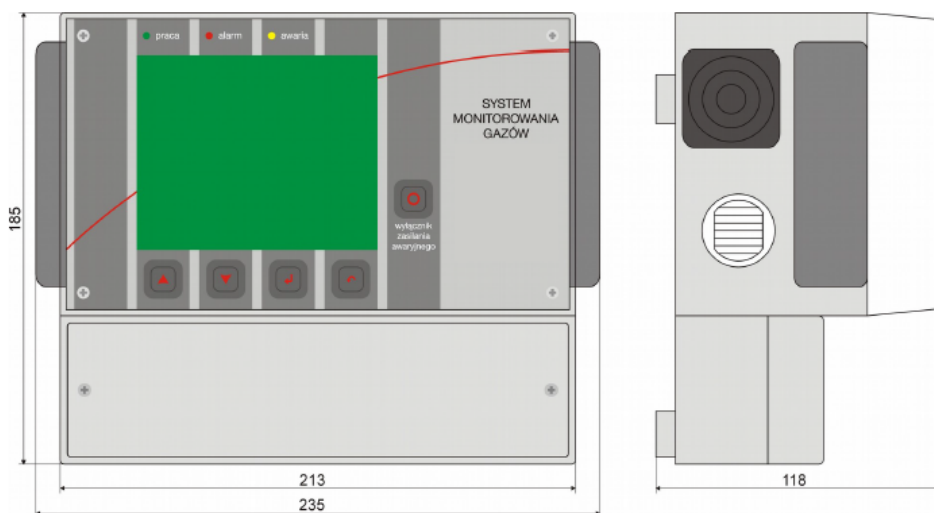 praca
alarm
awaria
SYSTEM
MONITOROWANIA
GAZÓW
wyłącznik
zasilania
awaryjnego
185
213
235
118